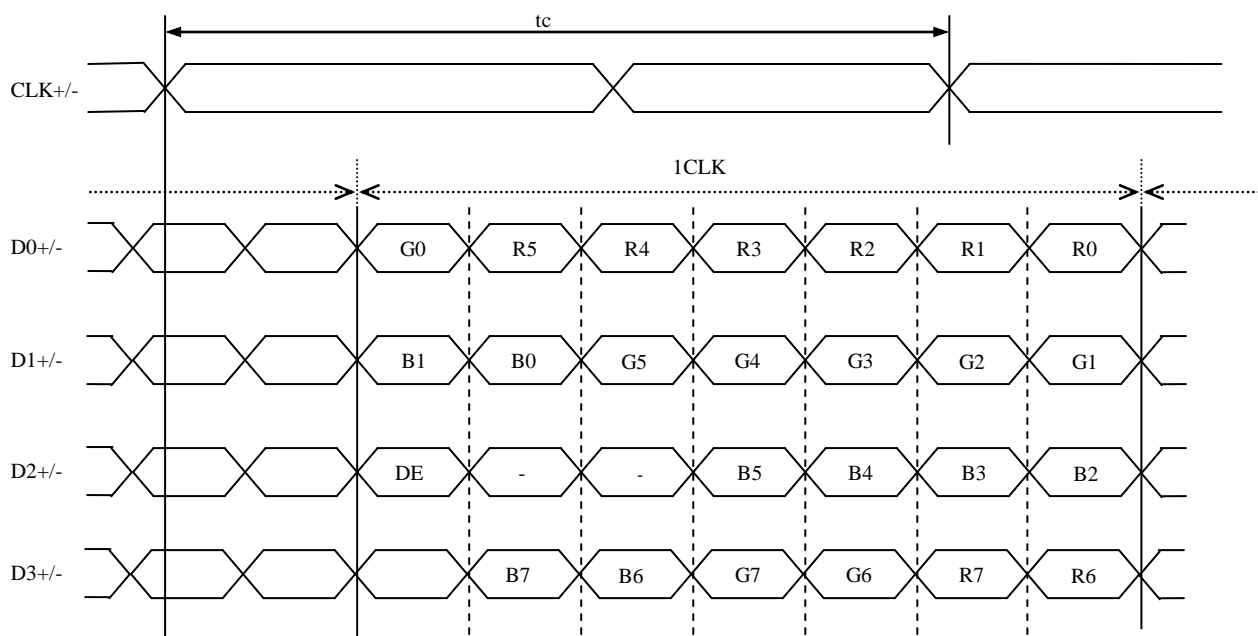 tc
CLK+/-
1CLK
D0+/- G0 R5 R4 R3 R2 R1 R0
D1+/- B1 B0 G5 G4 G3 G2 G1
D2+/- DE - - B5 B4 B3 B2
D3+/- B7 B6 G7 G6 R7 R6